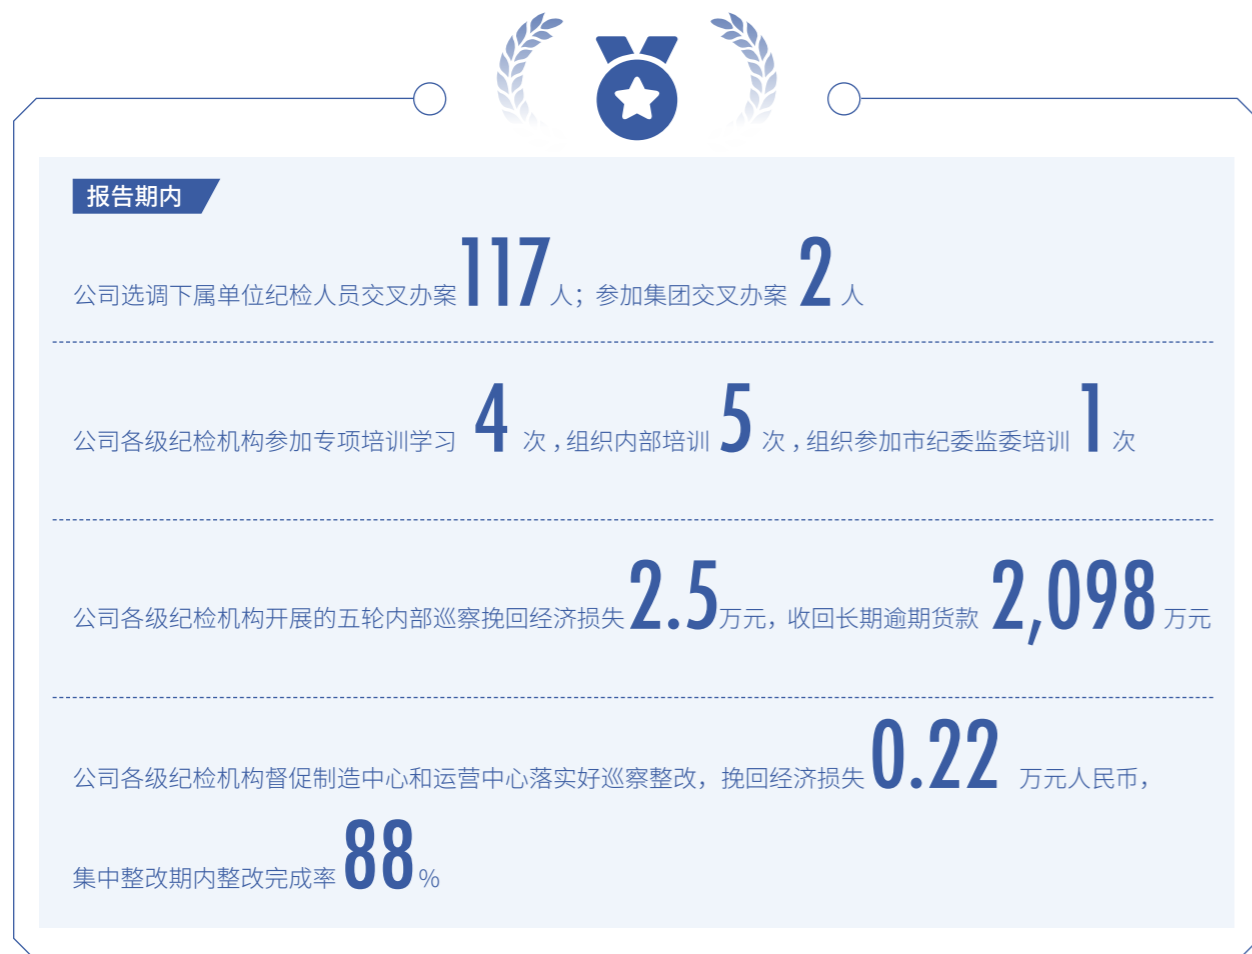 报告期内
公司选调下属单位纪检人员交叉办案117人；参加集团交叉办案 2 人
公司各级纪检机构参加专项培训学习 4 次，组织内部培训 5 次，组织参加市纪委监委培训 1 次
公司各级纪检机构开展的五轮内部巡察挽回经济损失2.5万元，收回长期逾期货款 2,098 万元
公司各级纪检机构督促制造中心和运营中心落实好巡察整改，挽回经济损失0.22 万元人民币，
集中整改期内整改完成率 88 %